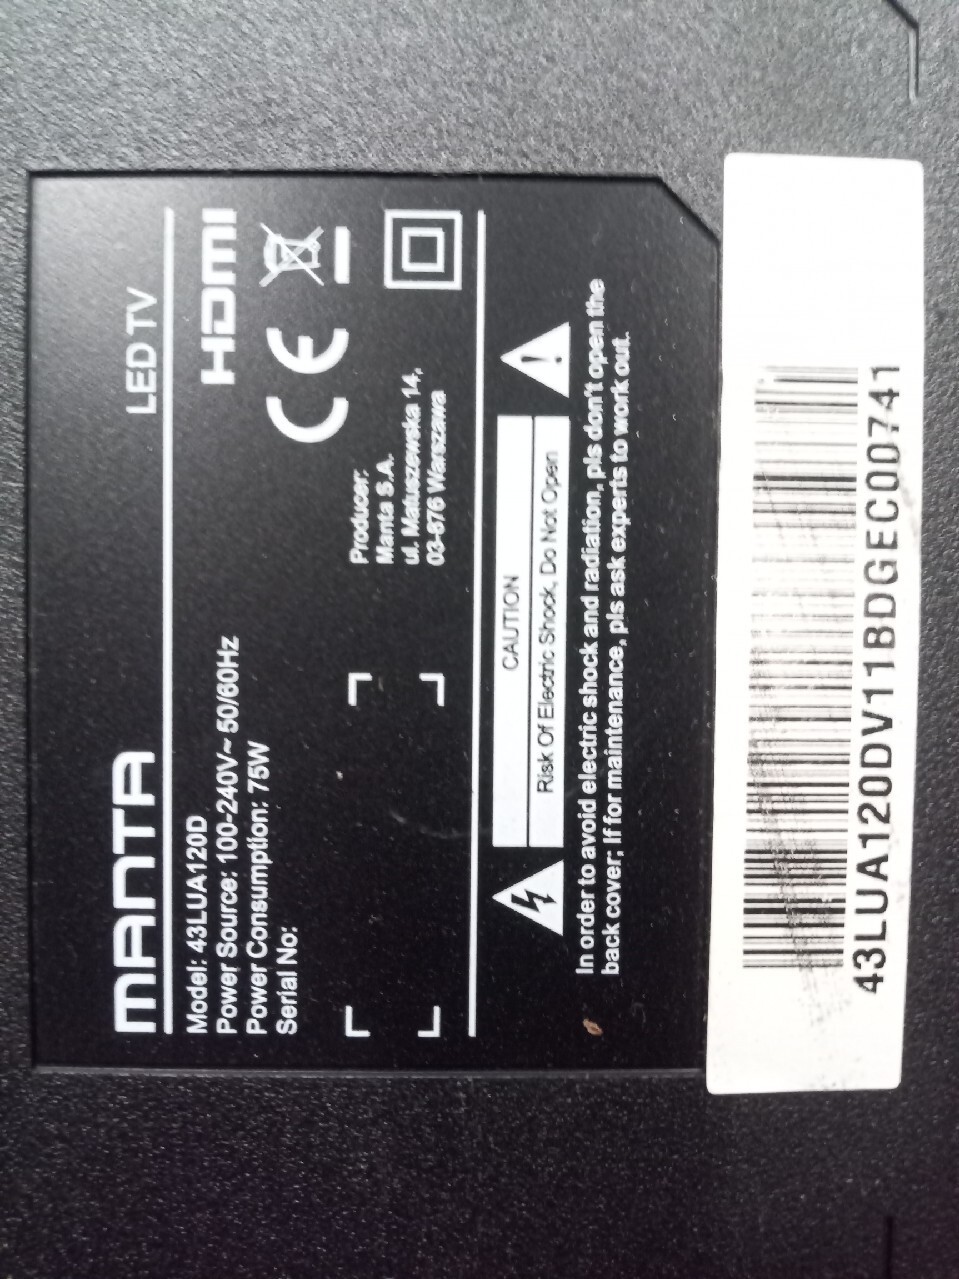 MANTA
LED TV
Model: 43LUA120D
Power Source: 100-240V~ 50/60Hz
Power Consumption: 75W
Serial No:
HDMI
CE
Producer:
Manta S.A.
ul. Matuszewska 14,
03-876 Warszawa
CAUTION
Risk Of Electric Shock, Do Not Open
In order to avoid electric shock and radiation, pls don't open the
back cover; If for maintenance, pls ask experts to work out.
43LUA120DV11BDGEC00741